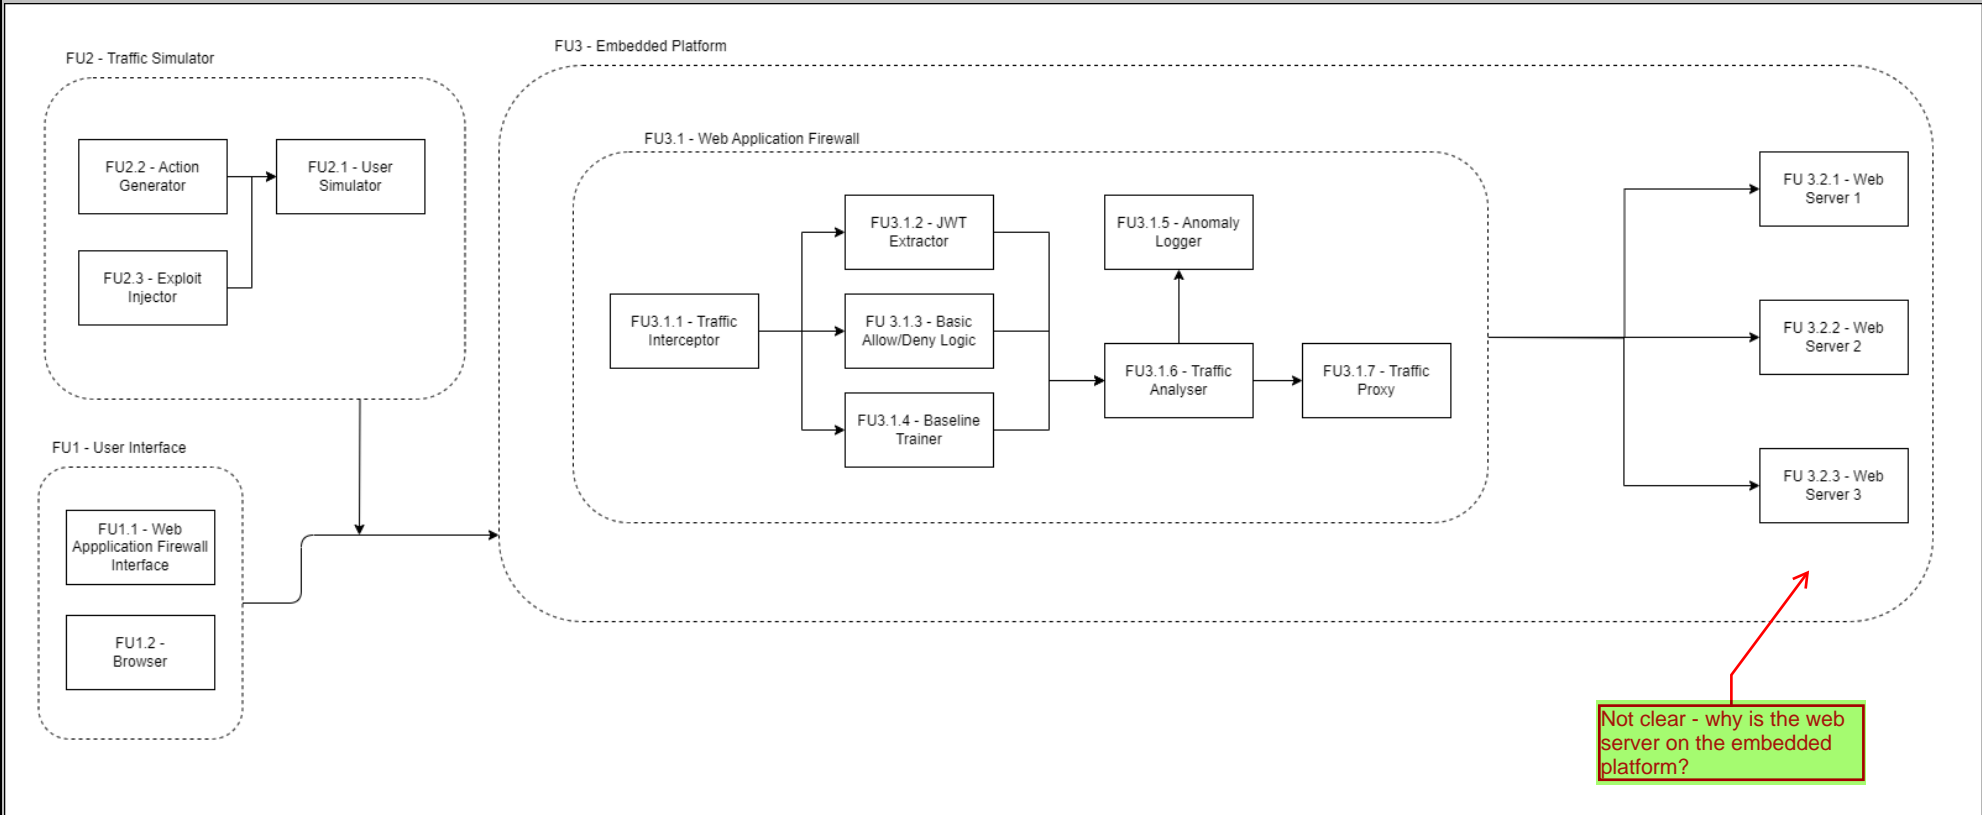 FU2 - Traffic Simulator
FU2.2 - Action
Generator
FU2.1 - User
Simulator
FU2.3 - Exploit
Injector
FU1 - User Interface
FU1.1 - Web
Appplication Firewall
Interface
FU1.2 -
Browser
FU3 - Embedded Platform
FU3.1 - Web Application Firewall
FU3.1.1 - Traffic
Interceptor
FU3.1.2 - JWT
Extractor
FU 3.1.3 - Basic
Allow/Deny Logic
FU3.1.4 - Baseline
Trainer
FU3.1.5 - Anomaly
Logger
FU3.1.6 - Traffic
Analyser
FU3.1.7 - Traffic
Proxy
FU 3.2.1 - Web
Server 1
FU 3.2.2 - Web
Server 2
FU 3.2.3 - Web
Server 3
Not clear - why is the web
server on the embedded
platform?